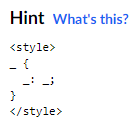 Hint What's this?
<style>
_ {
  _: _;
}
</style>